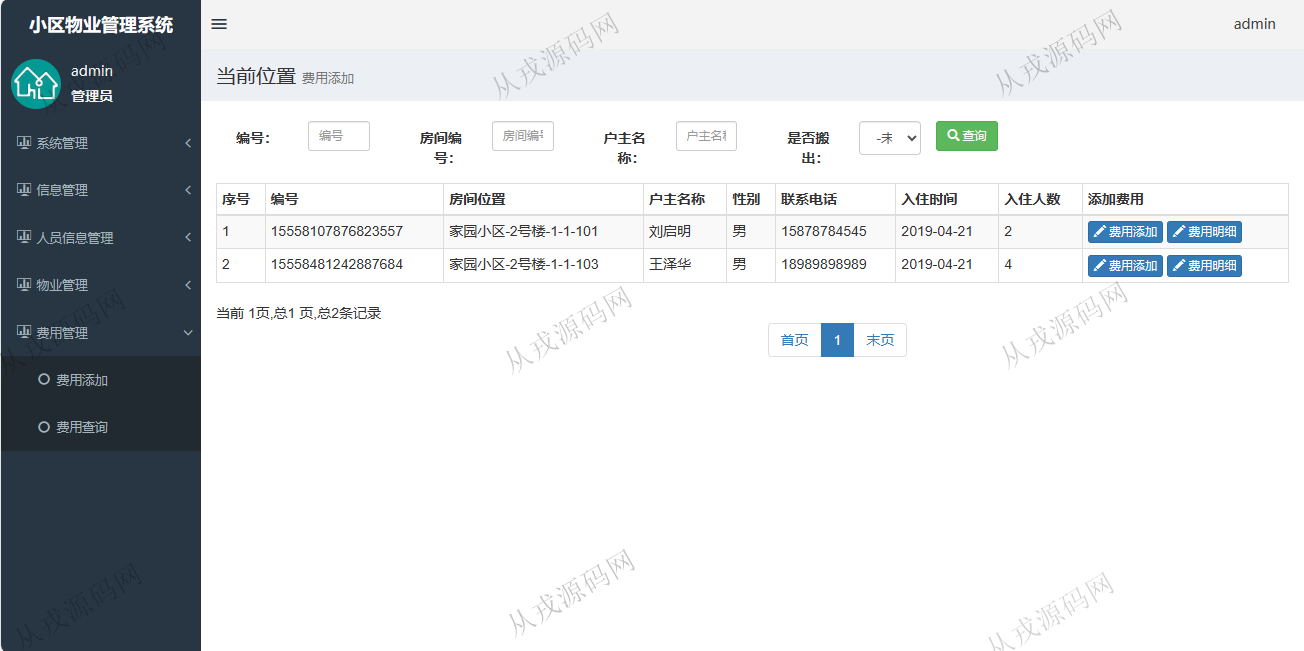 小区物业管理系统
admin
admin
管理员
当前位置 费用添加
系统管理
信息管理
人员信息管理
物业管理
费用管理
费用添加
费用查询
编号: 编号 房间编号: 房间编号 户主名称: 户主名称 是否搬出: -未 查询
序号 编号 房间位置 户主名称 性别 联系电话 入住时间 入住人数 添加费用
1 15558107876823557 家园小区-2号楼-1-1-101 刘启明 男 15878784545 2019-04-21 2 费用添加 费用明细
2 15558481242887684 家园小区-2号楼-1-1-103 王泽华 男 18989898989 2019-04-21 4 费用添加 费用明细
当前 1页,总1 页,总2条记录
首页 1 末页
从戎源码网
从戎源码网
从戎源码网
从戎源码网
从戎源码网
从戎源码网
从戎源码网
从戎源码网
从戎源码网